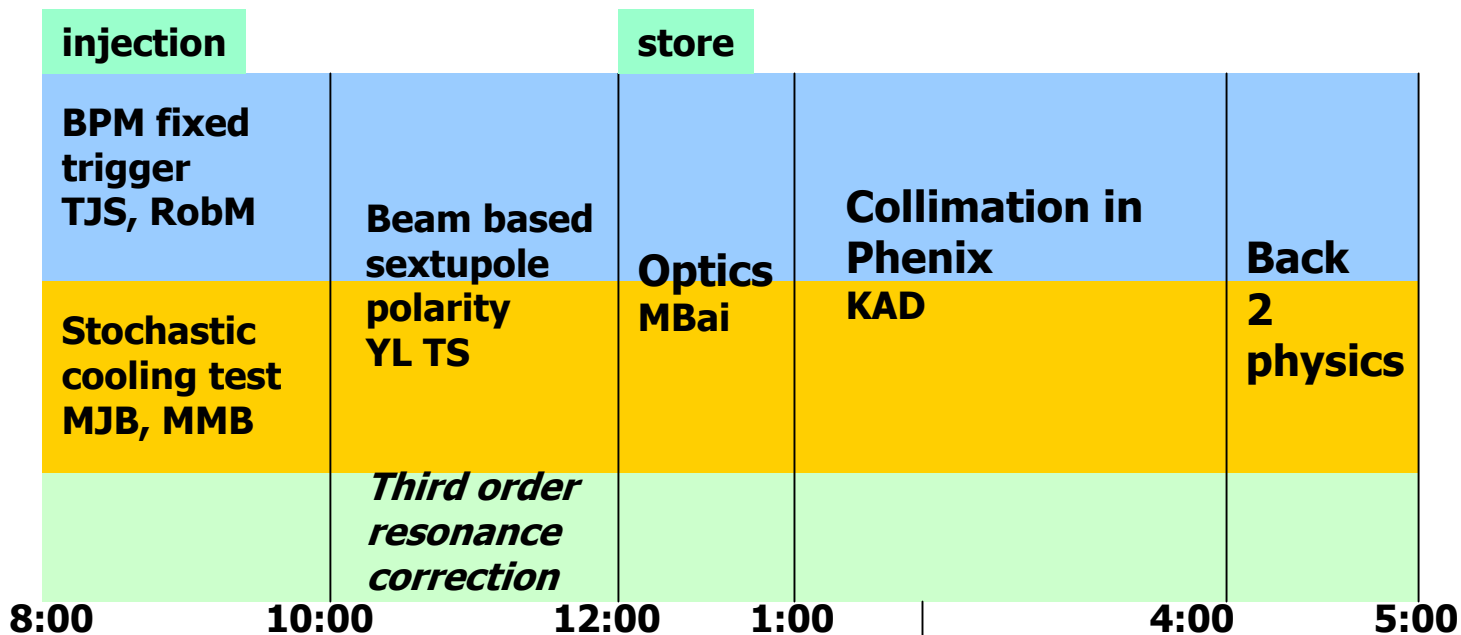 injection
store
BPM fixed
trigger
TJS, RobM
Stochastic
cooling test
MJB, MMB
Beam based
sextupole
polarity
YL TS
Third order
resonance
correction
Optics
MBai
Collimation in
Phenix
KAD
Back
2
physics
8:00 10:00 12:00 1:00 4:00 5:00